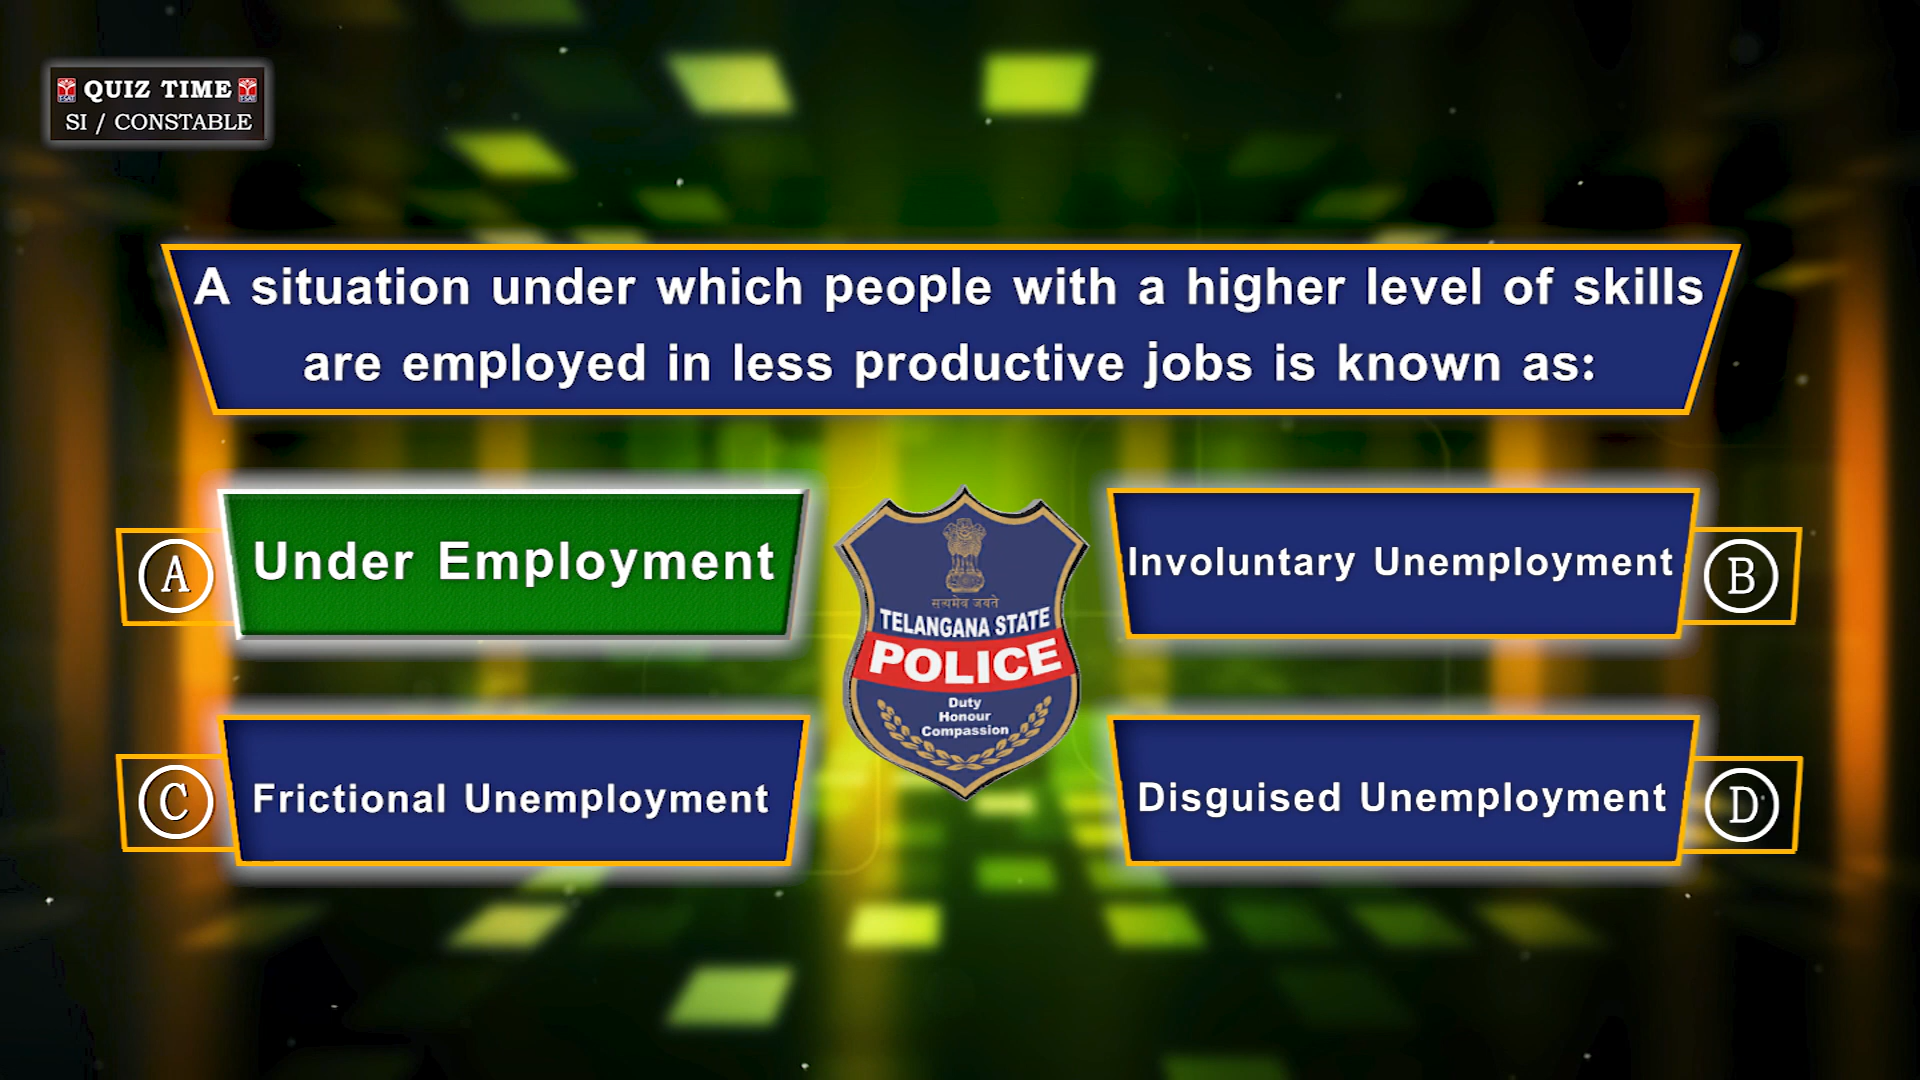 QUIZ TIME
SI / CONSTABLE
A situation under which people with a higher level of skills
are employed in less productive jobs is known as:
A
Under Employment
Involuntary Unemployment
B
सत्यमेव जयते
TELANGANA STATE
POLICE
Duty
Honour
Compassion
C
Frictional Unemployment
Disguised Unemployment
D